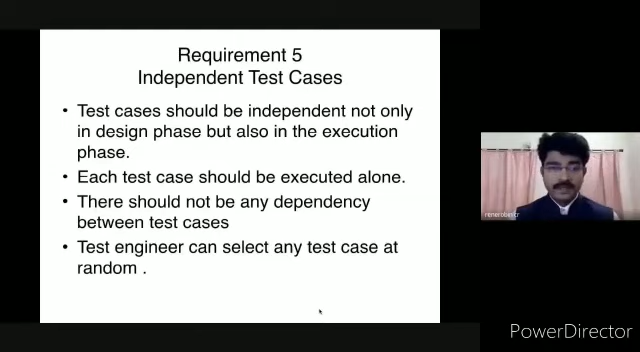 Requirement 5
Independent Test Cases
• Test cases should be independent not only
in design phase but also in the execution
phase.
• Each test case should be executed alone.
• There should not be any dependency
between test cases
• Test engineer can select any test case at
random .
PowerDirector